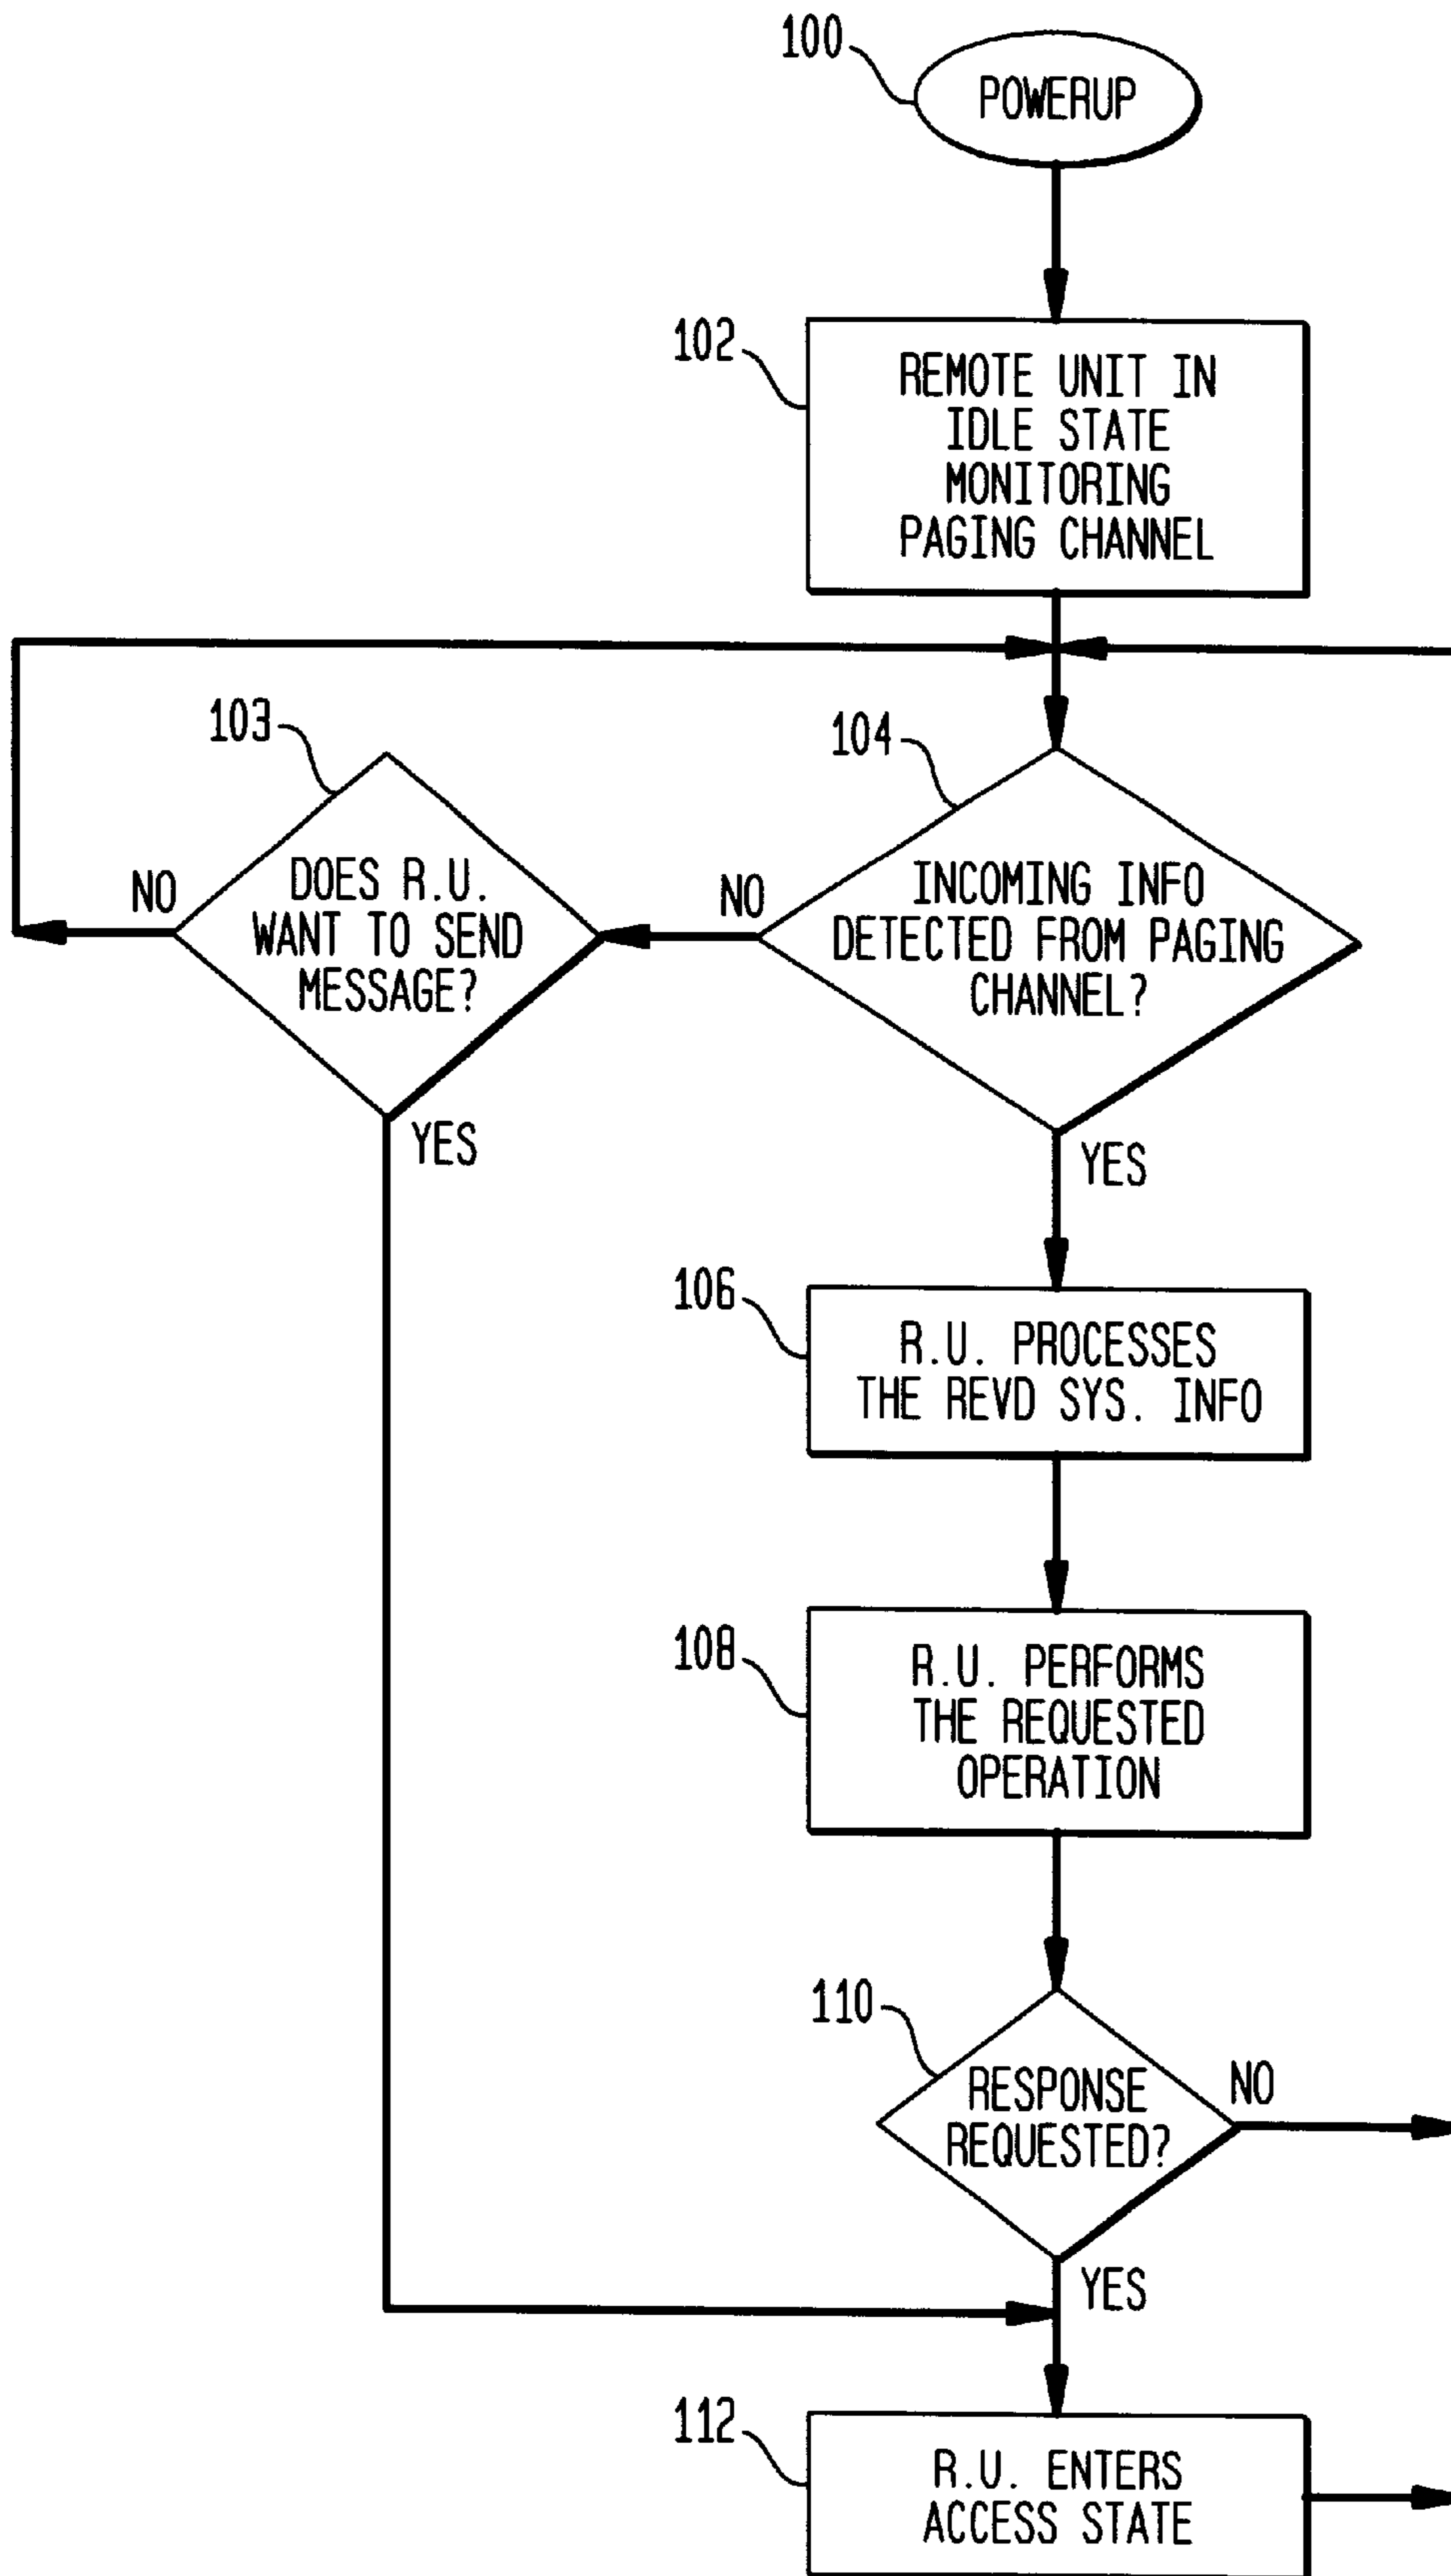 100
POWERUP
102
REMOTE UNIT IN
IDLE STATE
MONITORING
PAGING CHANNEL
103
DOES R.U.
WANT TO SEND
MESSAGE?
NO
YES
104
INCOMING INFO
DETECTED FROM PAGING
CHANNEL?
NO
YES
106
R.U. PROCESSES
THE REVD SYS. INFO
108
R.U. PERFORMS
THE REQUESTED
OPERATION
110
RESPONSE
REQUESTED?
NO
YES
112
R.U. ENTERS
ACCESS STATE